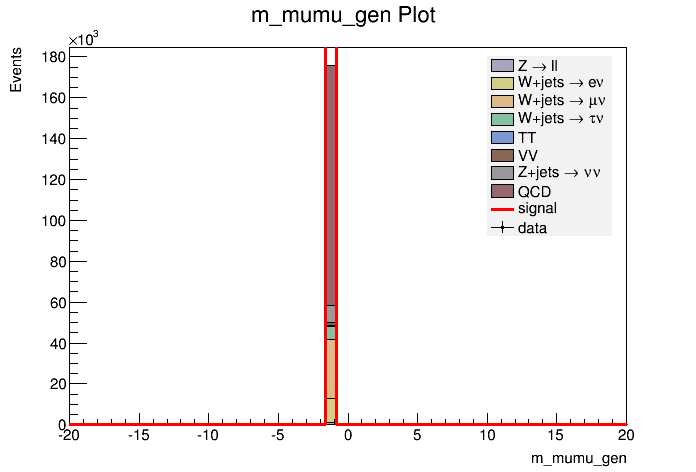 m_mumu_gen Plot
×10³
Events
180
160
140
120
100
80
60
40
20
0
-20 -15 -10 -5 0 5 10 15 20
m_mumu_gen
Z → ll
W+jets → eν
W+jets → μν
W+jets → τν
TT
VV
Z+jets → νν
QCD
signal
data